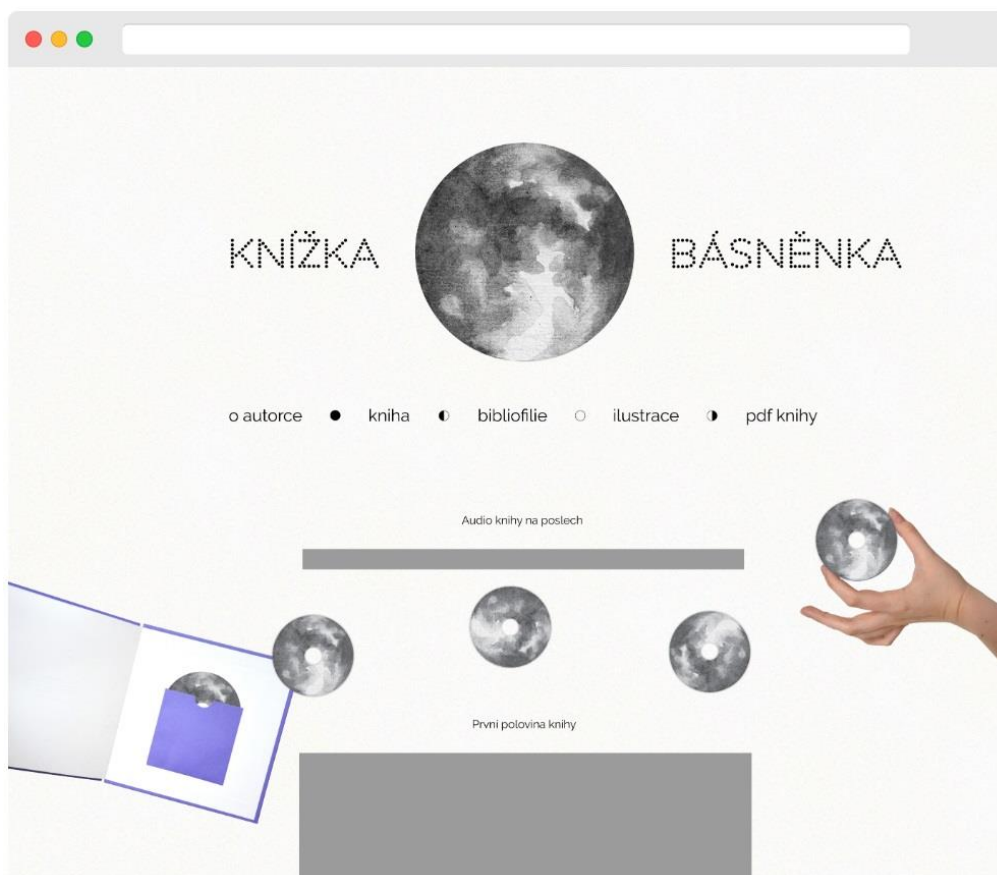 KNÍŽKA BÁSNĚNKA
o autorce kniha bibliofilie ilustrace pdf knihy
Audio knihy na poslech
První polovina knihy